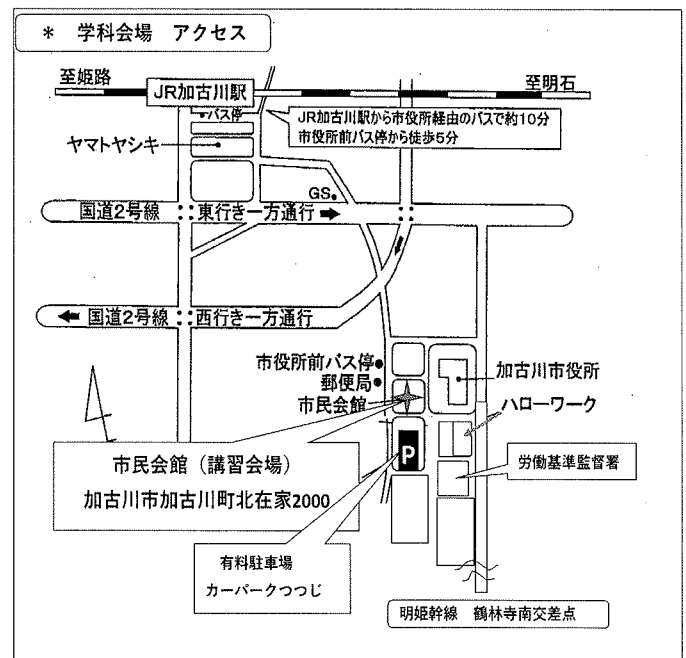 * 学科会場 アクセス
至姫路
JR加古川駅
至明石
バス停
JR加古川駅から市役所経由のバスで約10分
市役所前バス停から徒歩5分
ヤマトヤシキ
GS
国道2号線
東行き一方通行
国道2号線
西行き一方通行
市役所前バス停
郵便局
市民会館
加古川市役所
ハローワーク
P
市民会館（講習会場）
加古川市加古川町北在家2000
労働基準監督署
有料駐車場
カーパークつつじ
明姫幹線 鶴林寺南交差点